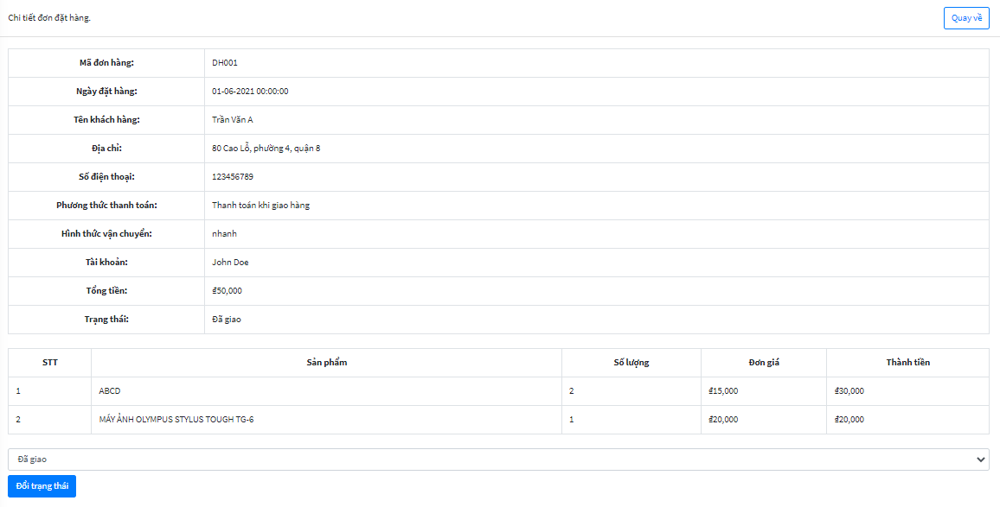 Chi tiết đơn đặt hàng.
Quay về
Mã đơn hàng: DH001
Ngày đặt hàng: 01-06-2021 00:00:00
Tên khách hàng: Trần Văn A
Địa chỉ: 80 Cao Lỗ, phường 4, quận 8
Số điện thoại: 123456789
Phương thức thanh toán: Thanh toán khi giao hàng
Hình thức vận chuyển: nhanh
Tài khoản: John Doe
Tổng tiền: ₫50,000
Trạng thái: Đã giao
STT Sản phẩm Số lượng Đơn giá Thành tiền
1 ABCD 2 ₫15,000 ₫30,000
2 MÁY ẢNH OLYMPUS STYLUS TOUGH TG-6 1 ₫20,000 ₫20,000
Đã giao
Đổi trạng thái